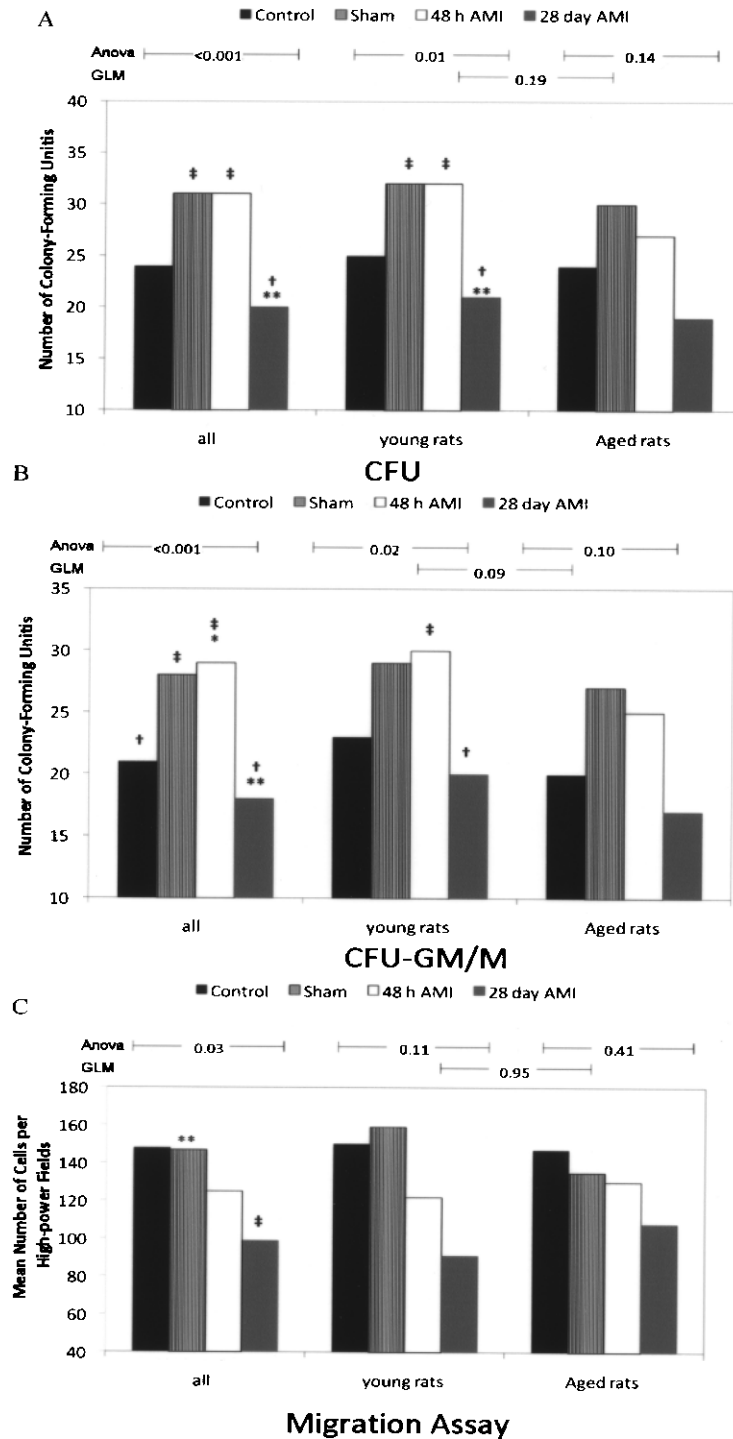 A
Control Sham 48 h AMI 28 day AMI
Anova <0.001 0.01 0.14
GLM 0.19
40
35
30
25
20
15
10
Number of Colony-Forming Unitis
‡ ‡ † ** ‡ ‡ † **
all young rats Aged rats
CFU
B
Control Sham 48 h AMI 28 day AMI
Anova <0.001 0.02 0.10
GLM 0.09
35
30
25
20
15
10
Number of Colony-Forming Unitis
† ‡ ‡ * † ** ‡ †
all young rats Aged rats
CFU-GM/M
C
Control Sham 48 h AMI 28 day AMI
Anova 0.03 0.11 0.41
GLM 0.95
180
160
140
120
100
80
60
40
Mean Number of Cells per
High-power Fields
** ‡
all young rats Aged rats
Migration Assay